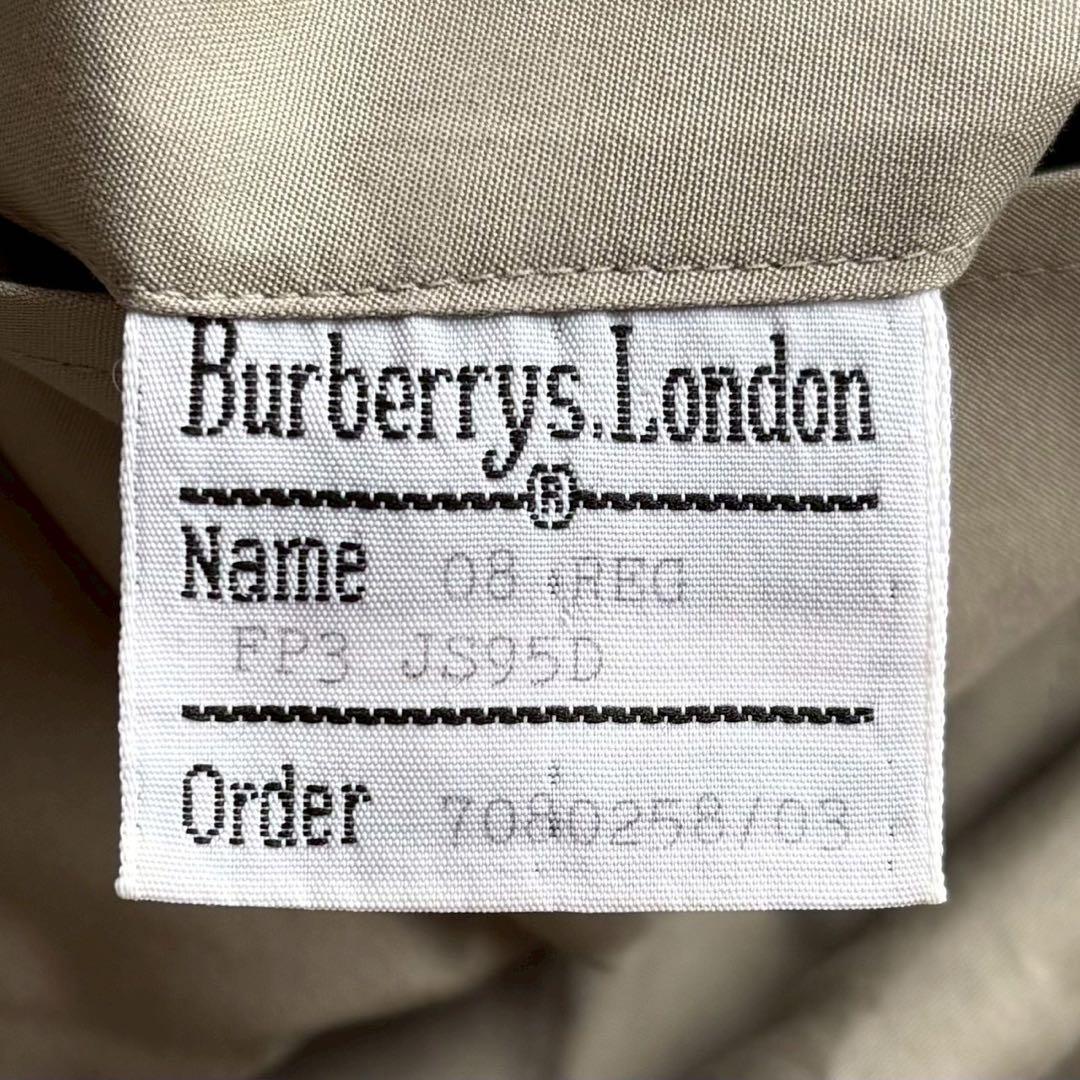 Burberrys.London
®
Name 08 REG
FP3 JS95D
Order 7080258/03